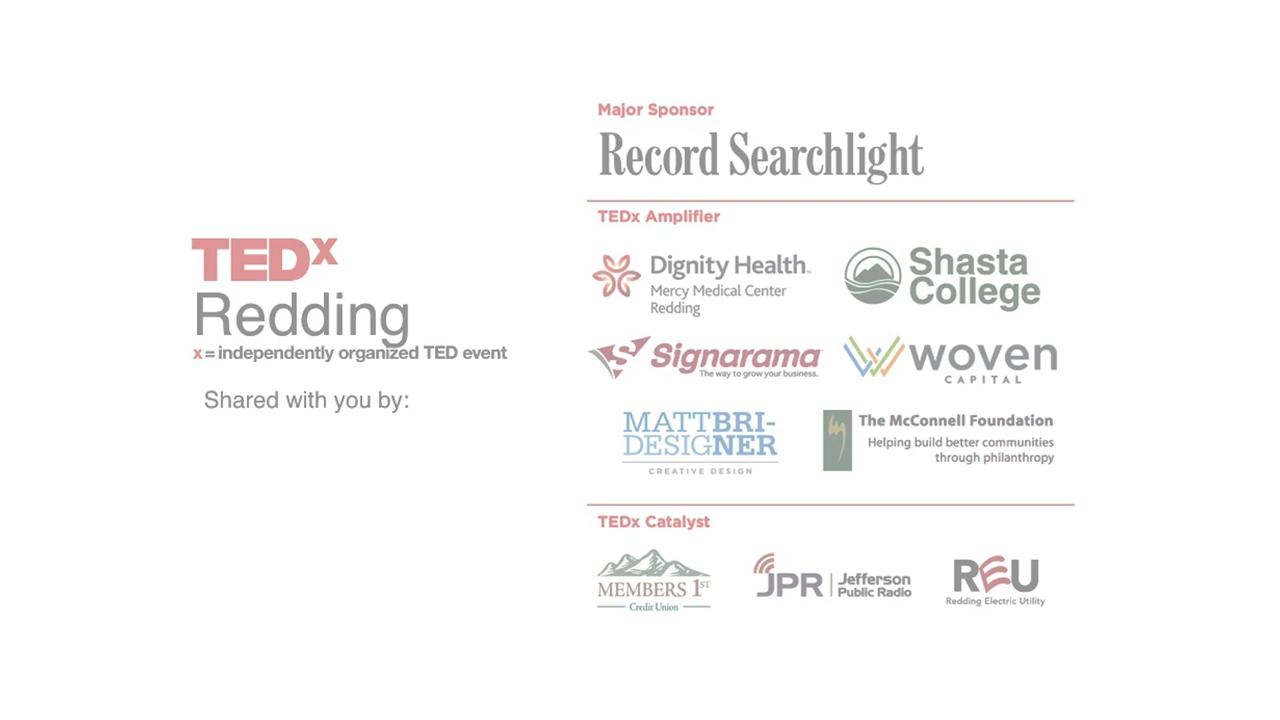 TEDx
Redding
x = independently organized TED event
Shared with you by:
Major Sponsor
Record Searchlight
TEDx Amplifier
Dignity Health™
Mercy Medical Center
Redding
Shasta
College
Signarama
The way to grow your business.
woven
CAPITAL
MATTBRI-
DESIGNER
CREATIVE DESIGN
The McConnell Foundation
Helping build better communities
through philanthropy
TEDx Catalyst
MEMBERS 1ST
Credit Union
JPR | Jefferson
Public Radio
REU
Redding Electric Utility